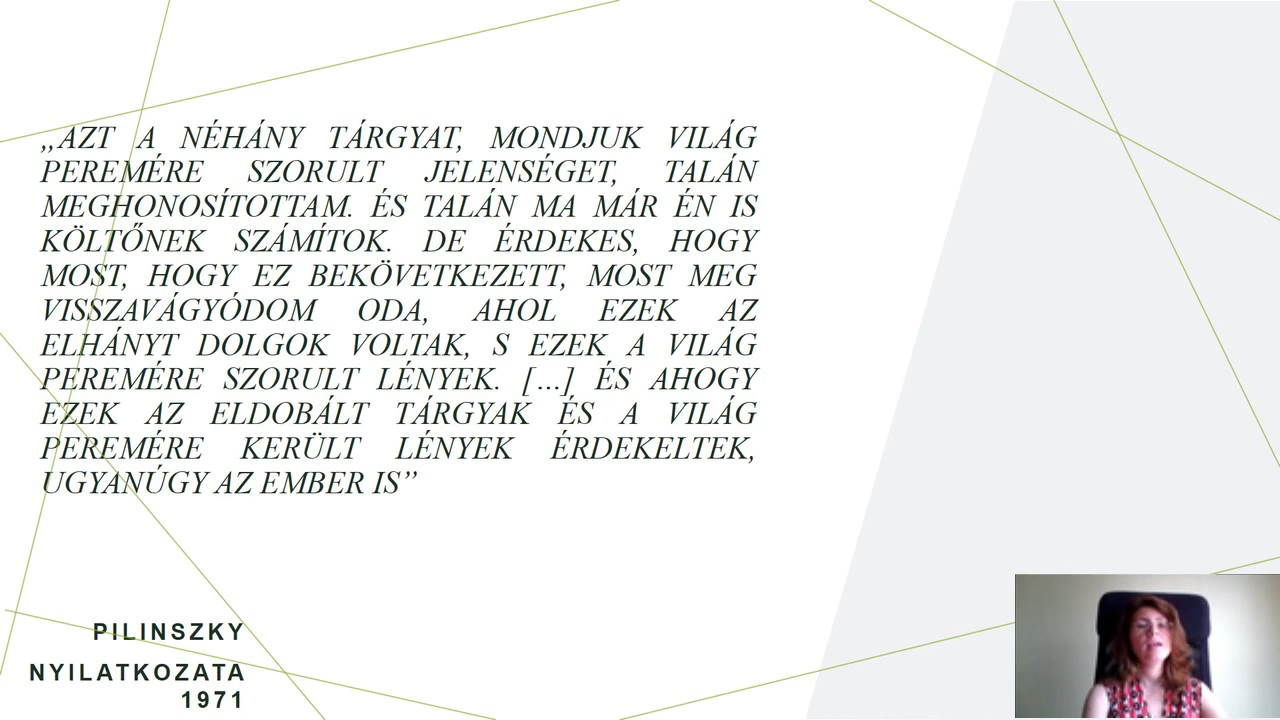 „AZT A NÉHÁNY TÁRGYAT, MONDJUK VILÁG
PEREMÉRE SZORULT JELENSÉGET, TALÁN
MEGHONOSÍTOTTAM. ÉS TALÁN MA MÁR ÉN IS
KÖLTŐNEK SZÁMÍTOK. DE ÉRDEKES, HOGY
MOST, HOGY EZ BEKÖVETKEZETT, MOST MEG
VISSZAVÁGYÓDOM ODA, AHOL EZEK AZ
ELHÁNYT DOLGOK VOLTAK, S EZEK A VILÁG
PEREMÉRE SZORULT LÉNYEK. […] ÉS AHOGY
EZEK AZ ELDOBÁLT TÁRGYAK ÉS A VILÁG
PEREMÉRE KERÜLT LÉNYEK ÉRDEKELTEK,
UGYANÚGY AZ EMBER IS”
PILINSZKY
NYILATKOZATA
1971